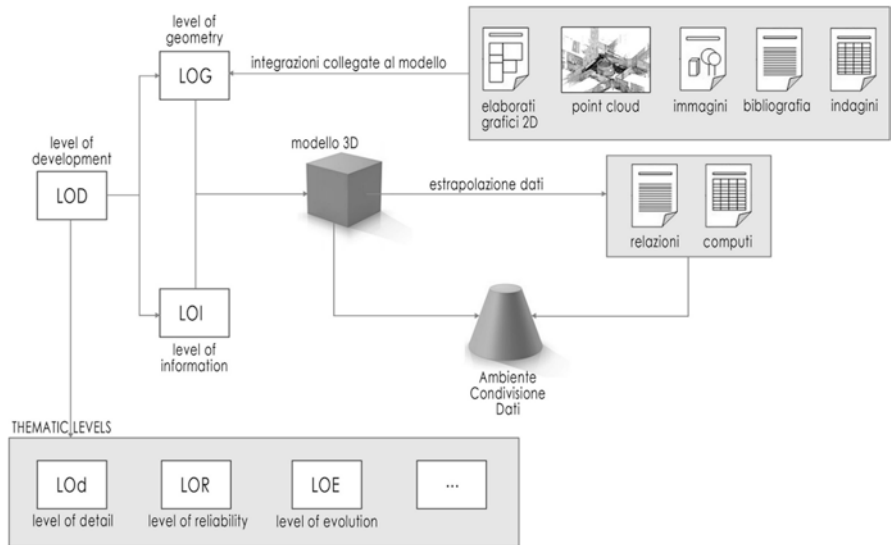 level of
geometry
LOG
integrazioni collegate al modello
elaborati
grafici 2D
point cloud
immagini
bibliografia
indagini
level of
development
LOD
modello 3D
estrapolazione dati
relazioni
computi
LOI
level of
information
Ambiente
Condivisione
Dati
THEMATIC LEVELS
LOd
LOR
LOE
...
level of detail
level of reliability
level of evolution